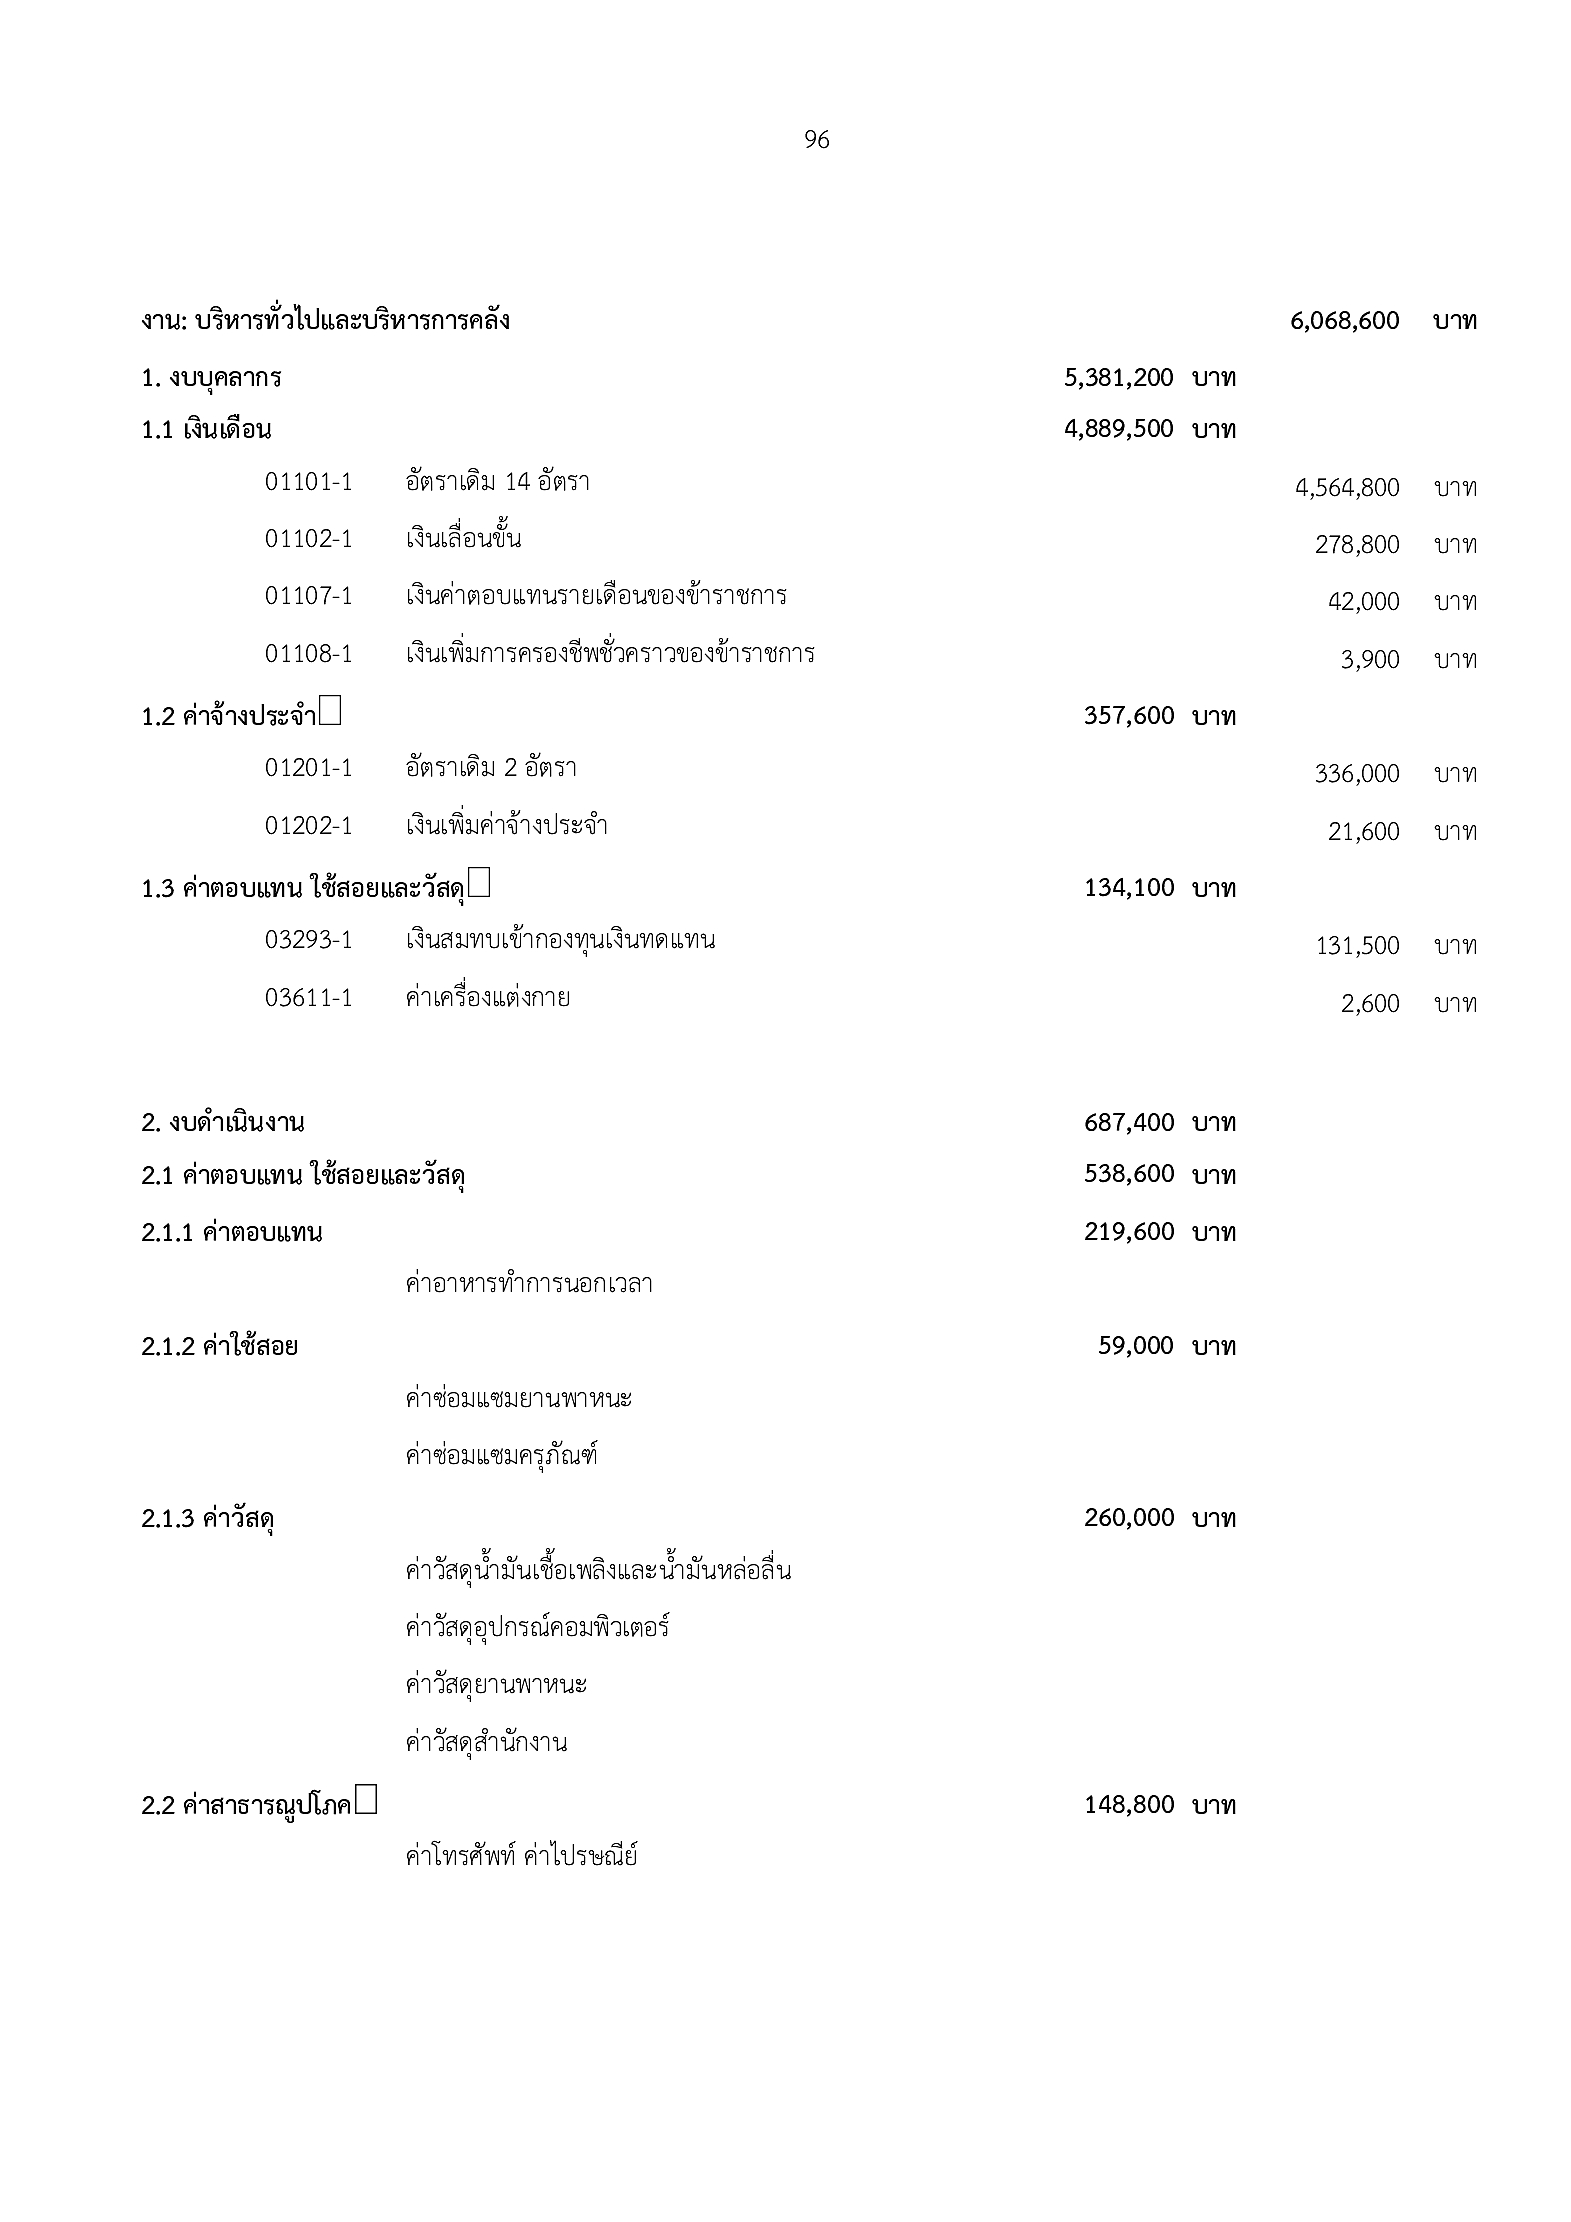 96
งาน: บริหารทั่วไปและบริหารการคลัง 6,068,600 บาท
1. งบบุคลากร 5,381,200 บาท
1.1 เงินเดือน 4,889,500 บาท
01101-1 อัตราเดิม 14 อัตรา 4,564,800 บาท
01102-1 เงินเลื่อนขั้น 278,800 บาท
01107-1 เงินค่าตอบแทนรายเดือนของข้าราชการ 42,000 บาท
01108-1 เงินเพิ่มการครองชีพชั่วคราวของข้าราชการ 3,900 บาท
1.2 ค่าจ้างประจำ 357,600 บาท
01201-1 อัตราเดิม 2 อัตรา 336,000 บาท
01202-1 เงินเพิ่มค่าจ้างประจำ 21,600 บาท
1.3 ค่าตอบแทน ใช้สอยและวัสดุ 134,100 บาท
03293-1 เงินสมทบเข้ากองทุนเงินทดแทน 131,500 บาท
03611-1 ค่าเครื่องแต่งกาย 2,600 บาท
2. งบดำเนินงาน 687,400 บาท
2.1 ค่าตอบแทน ใช้สอยและวัสดุ 538,600 บาท
2.1.1 ค่าตอบแทน 219,600 บาท
ค่าอาหารทำการนอกเวลา
2.1.2 ค่าใช้สอย 59,000 บาท
ค่าซ่อมแซมยานพาหนะ
ค่าซ่อมแซมครุภัณฑ์
2.1.3 ค่าวัสดุ 260,000 บาท
ค่าวัสดุน้ำมันเชื้อเพลิงและน้ำมันหล่อลื่น
ค่าวัสดุอุปกรณ์คอมพิวเตอร์
ค่าวัสดุยานพาหนะ
ค่าวัสดุสำนักงาน
2.2 ค่าสาธารณูปโภค 148,800 บาท
ค่าโทรศัพท์ ค่าไปรษณีย์